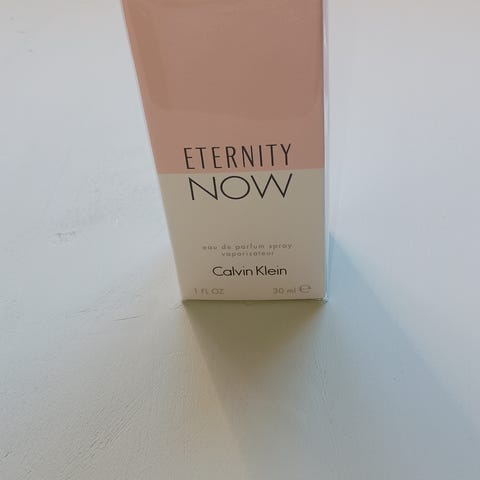 ETERNITY
NOW
eau de parfum spray
vaporisateur
Calvin Klein
1 FL OZ 30 ml ℮